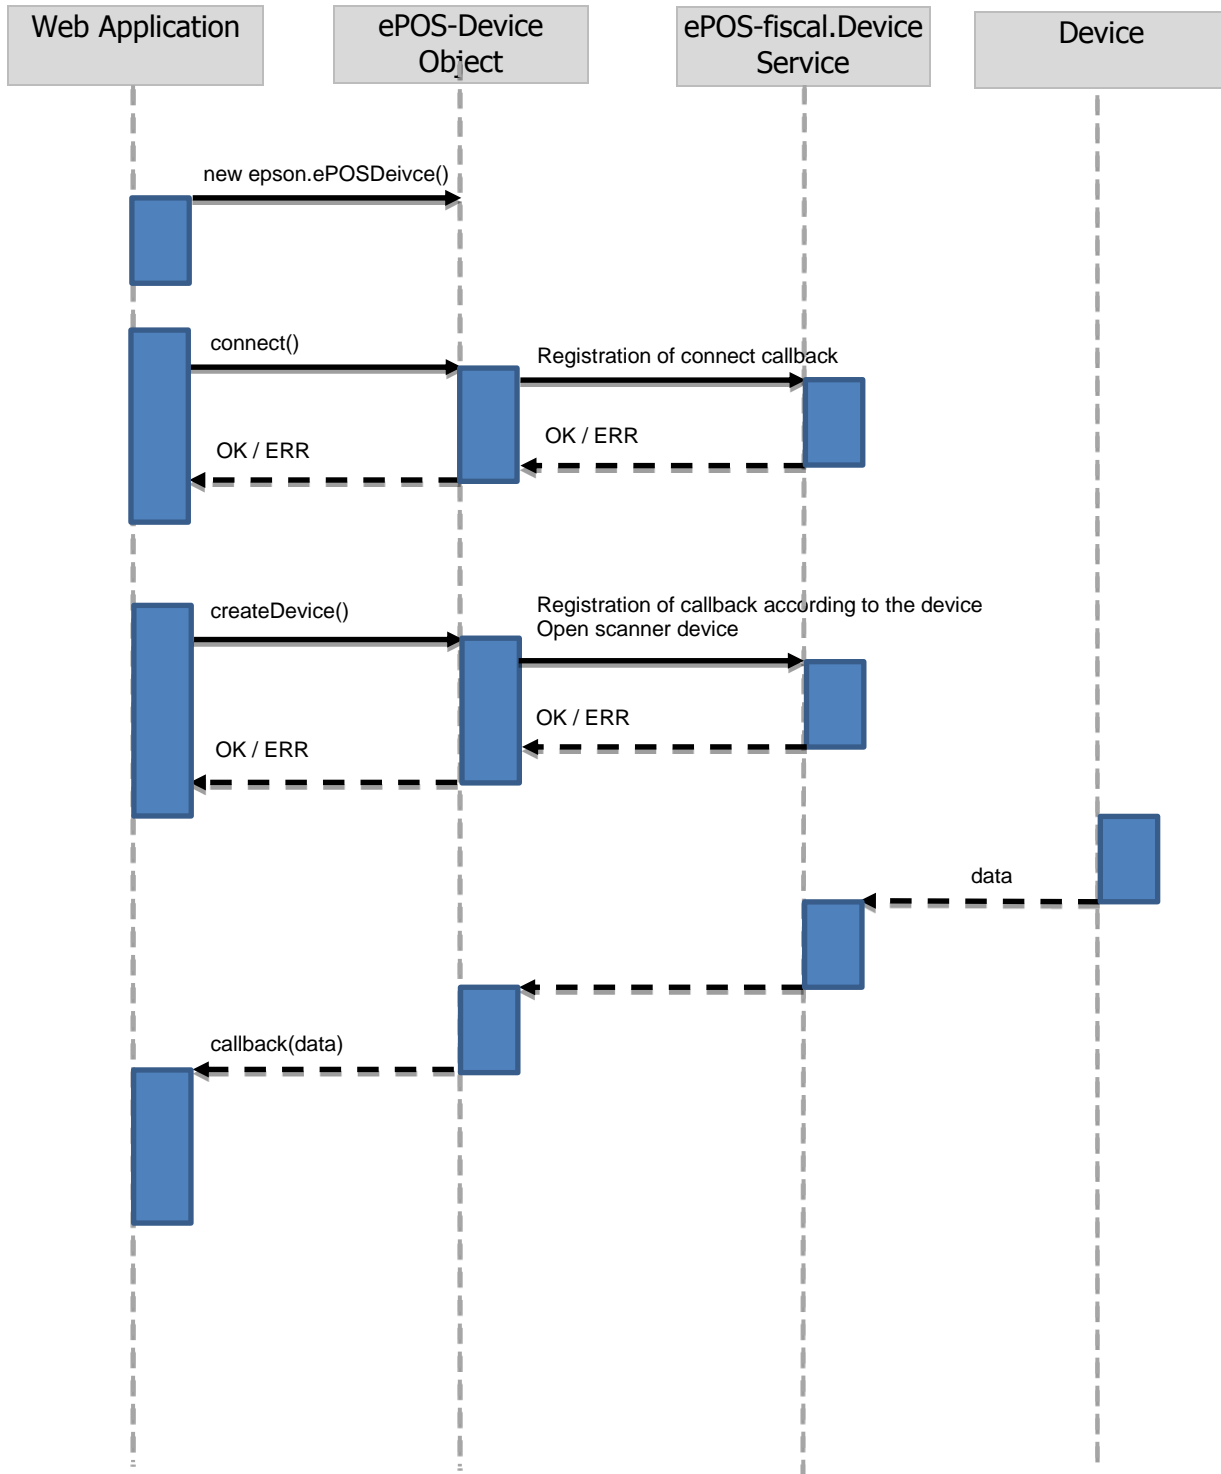 Web Application
ePOS-Device
Object
ePOS-fiscal.Device
Service
Device
new epson.ePOSDeivce()
connect()
Registration of connect callback
OK / ERR
OK / ERR
createDevice()
Registration of callback according to the device
Open scanner device
OK / ERR
OK / ERR
data
callback(data)